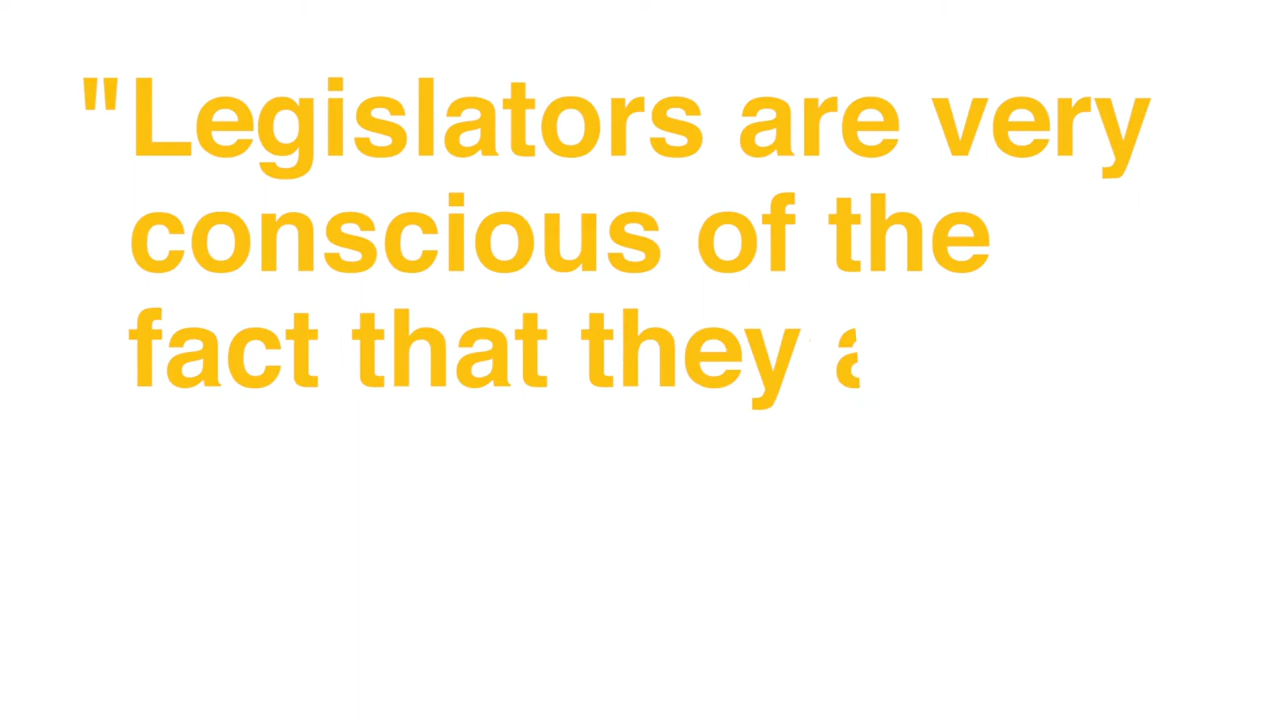 "Legislators are very
conscious of the
fact that they